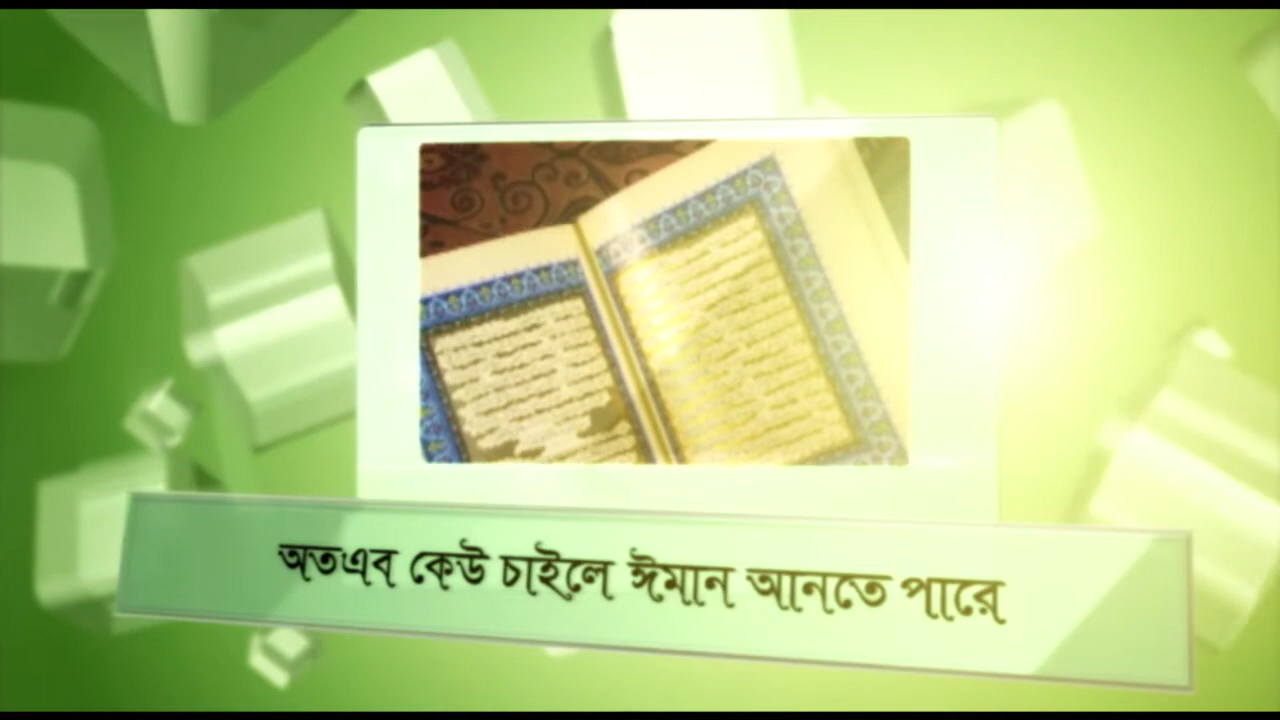 অতএব কেউ চাইলে ঈমান আনতে পারে